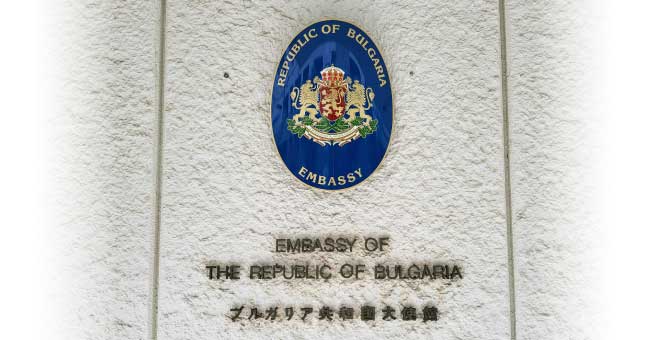 REPUBLIC OF BULGARIA
EMBASSY
EMBASSY OF
THE REPUBLIC OF BULGARIA
ブルガリア共和國大使館